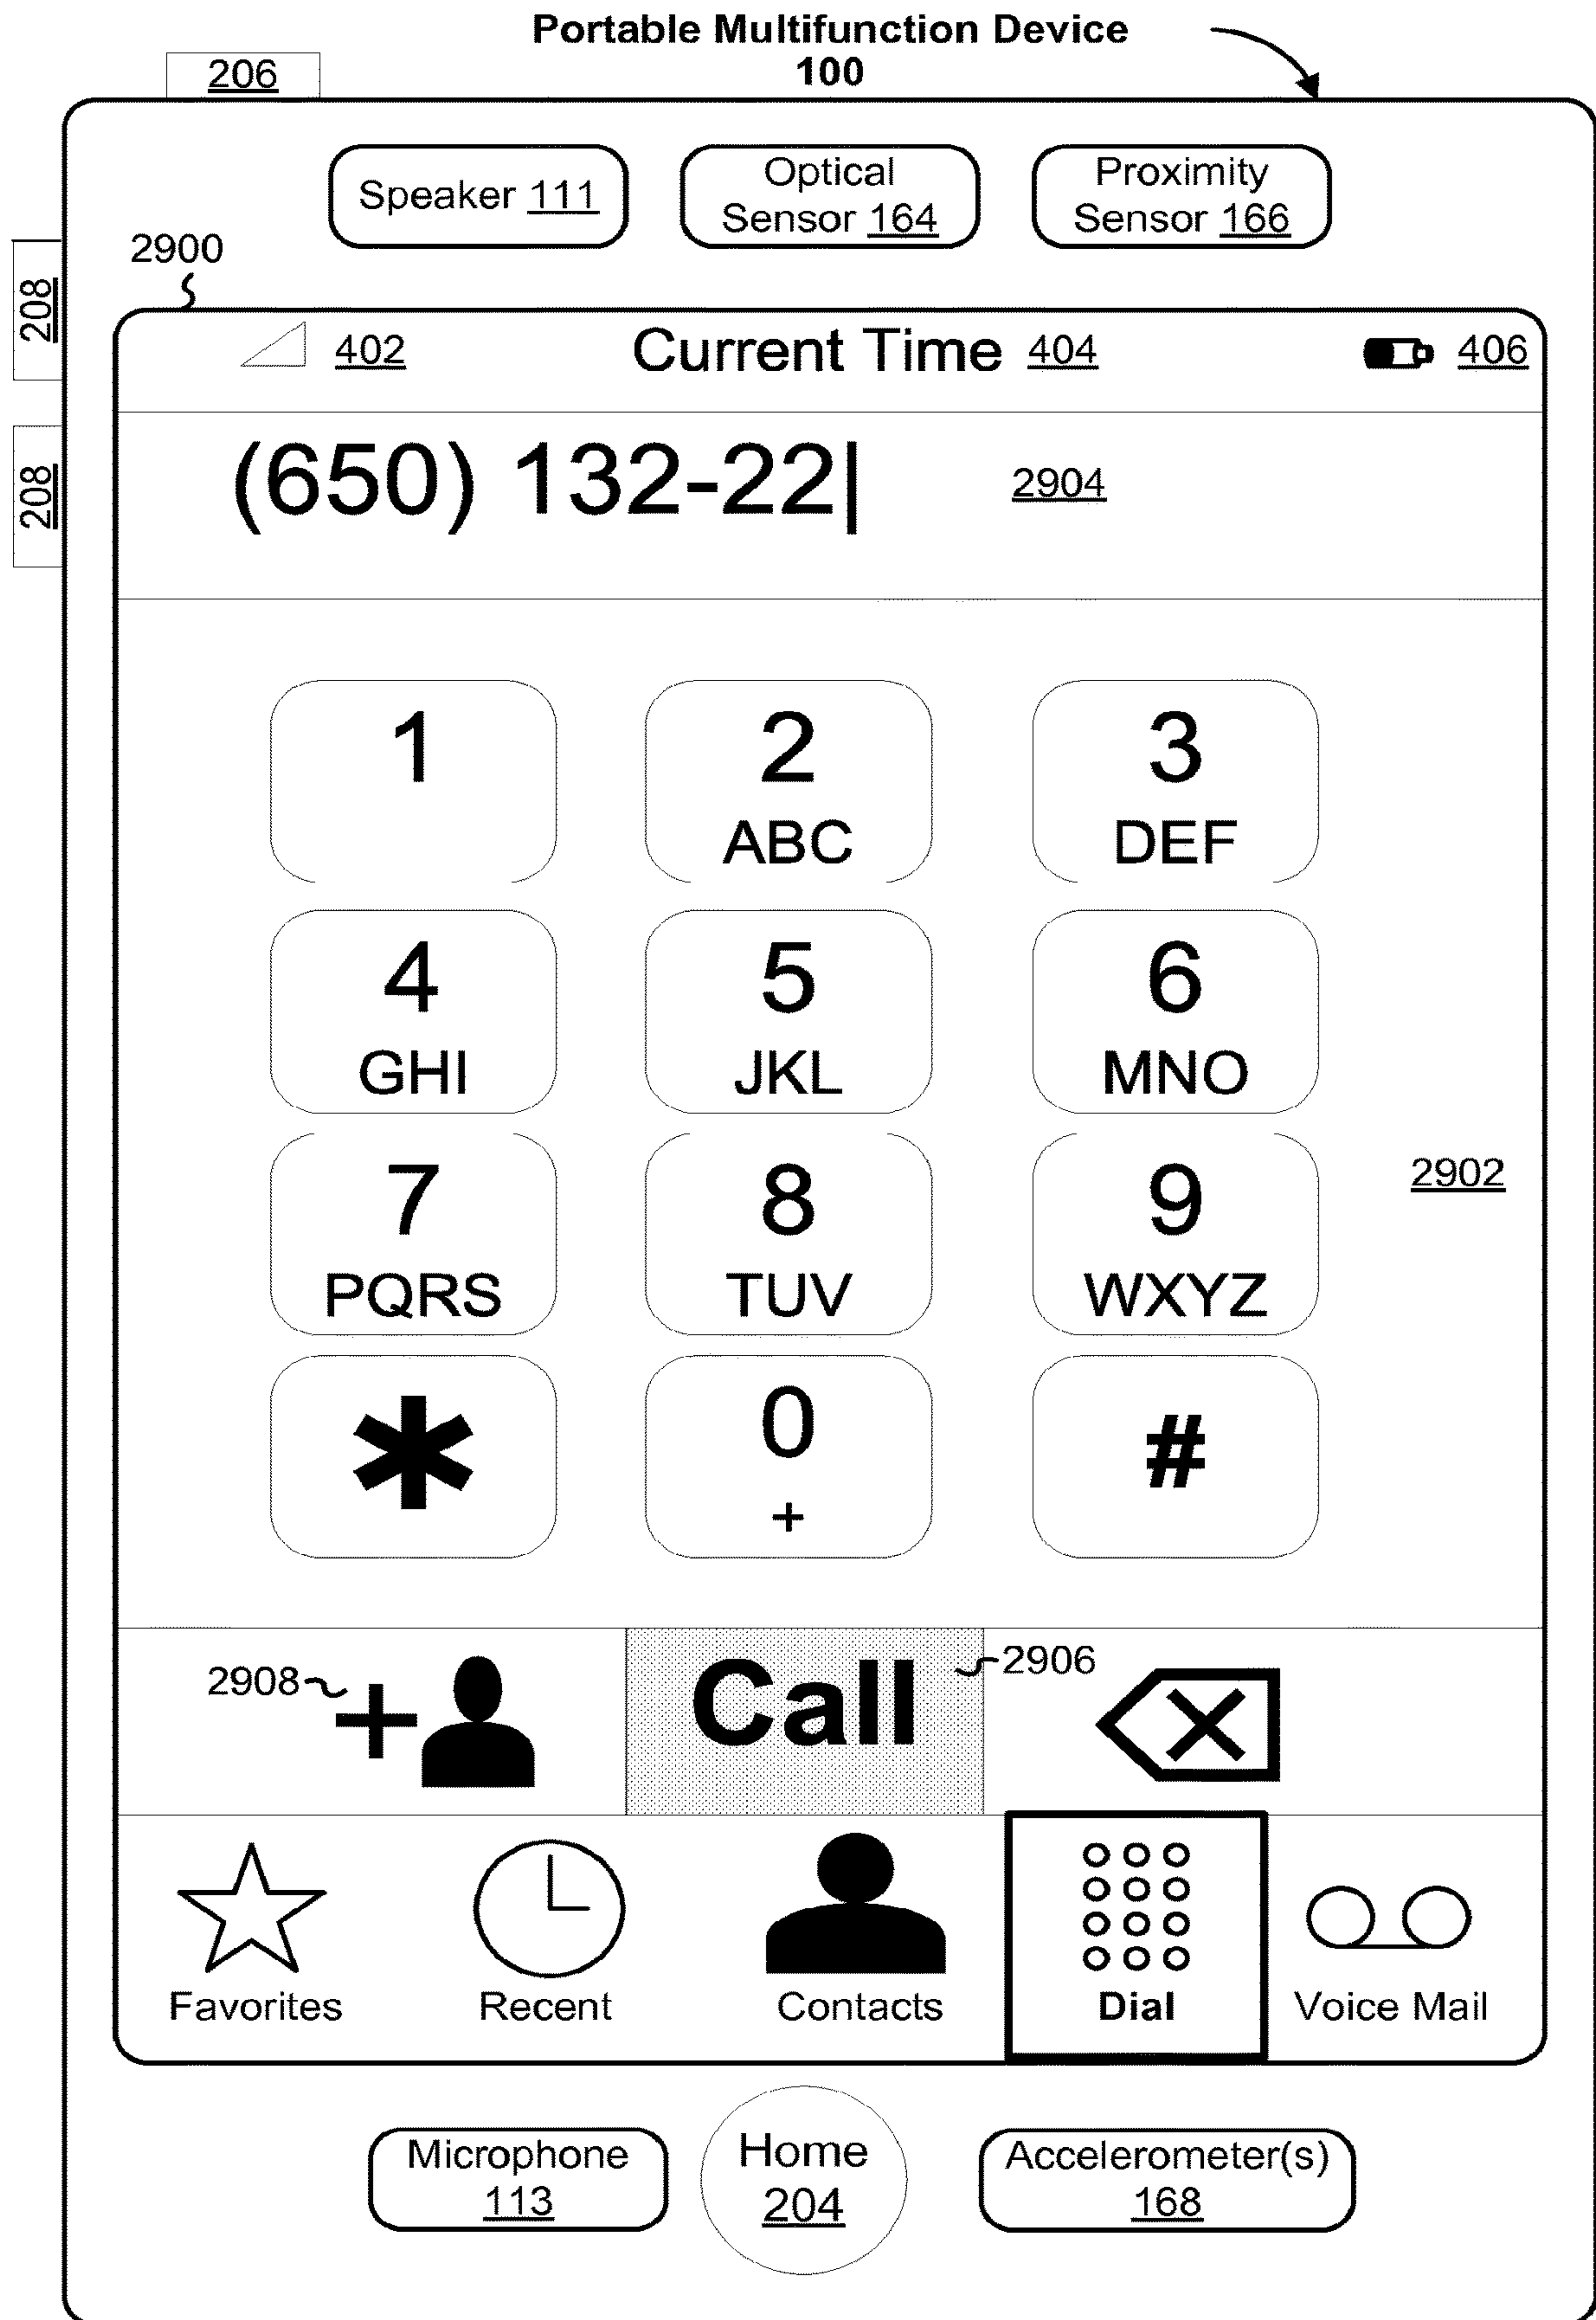 Portable Multifunction Device
100
206
Speaker 111
Optical
Sensor 164
Proximity
Sensor 166
2900
208
402
Current Time 404
406
208
(650) 132-22|
2904
1
2
ABC
3
DEF
4
GHI
5
JKL
6
MNO
7
PQRS
8
TUV
9
WXYZ
2902
*
0
+
#
2908
+
Call
2906
Favorites
Recent
Contacts
Dial
Voice Mail
Microphone
113
Home
204
Accelerometer(s)
168